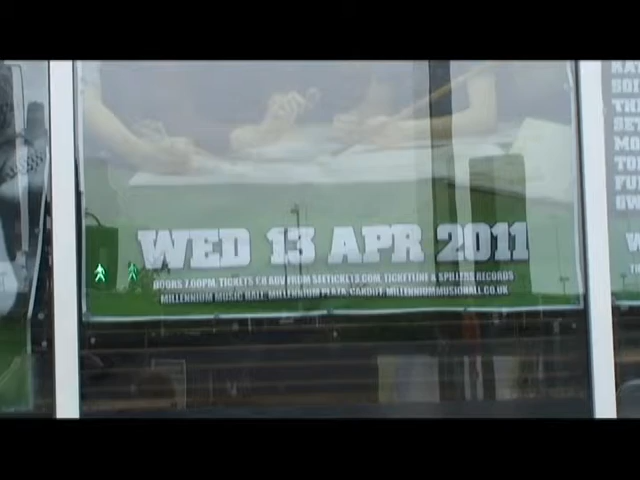 WED 13 APR 2011
DOORS 7.00PM. TICKETS £8 ADV FROM SEETICKETS.COM, TICKETLINE & SPILLERS RECORDS
MILLENNIUM MUSIC HALL, MILLENNIUM PLAZA, CARDIFF. MILLENNIUMMUSICHALL.CO.UK